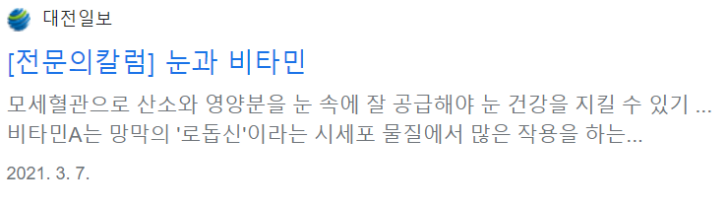 대전일보
[전문의칼럼] 눈과 비타민
모세혈관으로 산소와 영양분을 눈 속에 잘 공급해야 눈 건강을 지킬 수 있기 ...
비타민A는 망막의 '로돕신'이라는 시세포 물질에서 많은 작용을 하는...
2021. 3. 7.